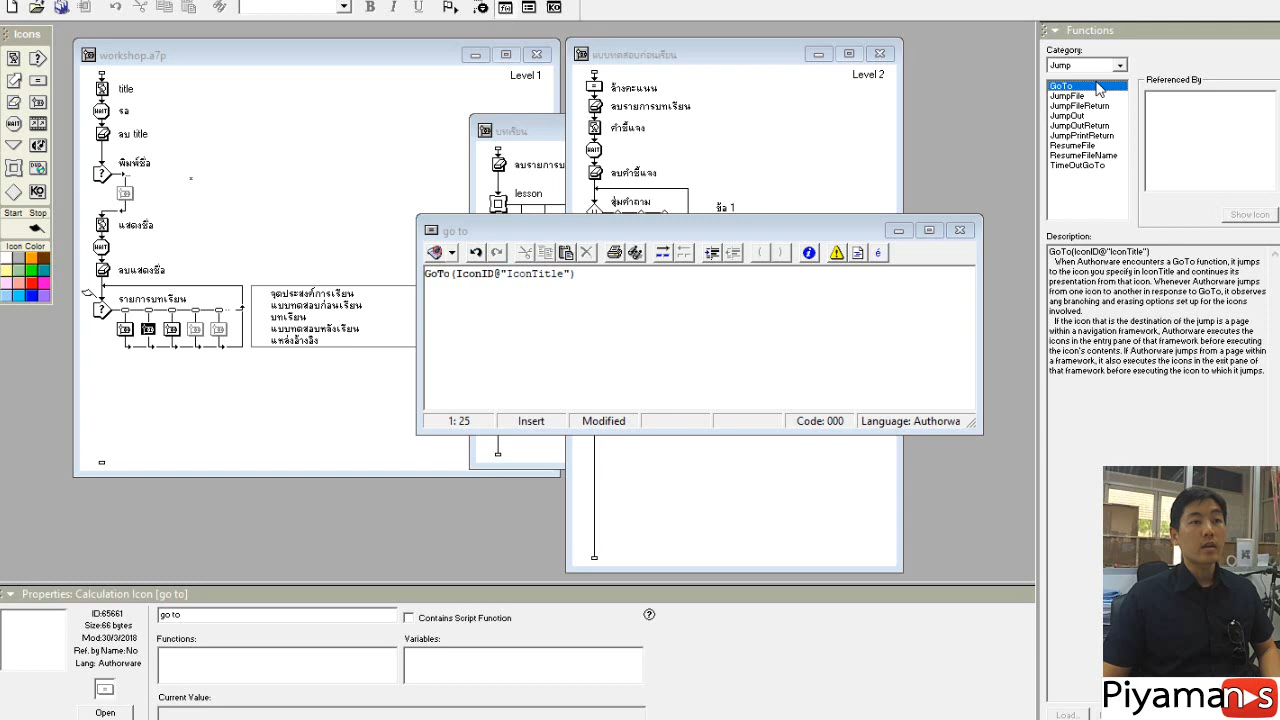 Icons
Start Stop
Icon Color
workshop.a7p
Level 1
title
รอ
ลบ title
พิมพ์ชื่อ
แสดงชื่อ
ลบแสดงชื่อ
รายการบทเรียน
จุดประสงค์การเรียน
แบบทดสอบก่อนเรียน
บทเรียน
แบบทดสอบหลังเรียน
แหล่งอ้างอิง
WAIT
WAIT
บทเรียน
ลบรายการบ
lesson
แบบทดสอบก่อนเรียน
Level 2
ล้างคะแนน
ลบรายการบทเรียน
คำชี้แจง
WAIT
ลบคำชี้แจง
สุ่มคำถาม
ข้อ 1
go to
GoTo(IconID@"IconTitle")
1: 25
Insert
Modified
Code: 000
Language: Authorwa
Functions
Category:
Jump
GoTo
JumpFile
JumpFileReturn
JumpOut
JumpOutReturn
JumpPrintReturn
ResumeFile
ResumeFileName
TimeOutGoTo
Referenced By
Show Icon
Description:
GoTo(IconID@"IconTitle")
When Authorware encounters a GoTo function, it jumps
to the icon you specify in IconTitle and continues its
presentation from that icon. Whenever Authorware jumps
from one icon to another in response to GoTo, it observes
any branching and erasing options set up for the icons
involved.
If the icon that is the destination of the jump is a page
within a navigation framework, Authorware executes the
icons in the entry pane of that framework before executing
the icon's contents. If Authorware jumps from a page within
a framework, it also executes the icons in the exit pane of
that framework before executing the icon to which it jumps.
Load...
Properties: Calculation Icon [go to]
ID:65661
Size:66 bytes
Mod:30/3/2018
Ref. by Name:No
Lang: Authorware
Open
go to
Contains Script Function
Functions:
Variables:
Current Value:
Piyaman s